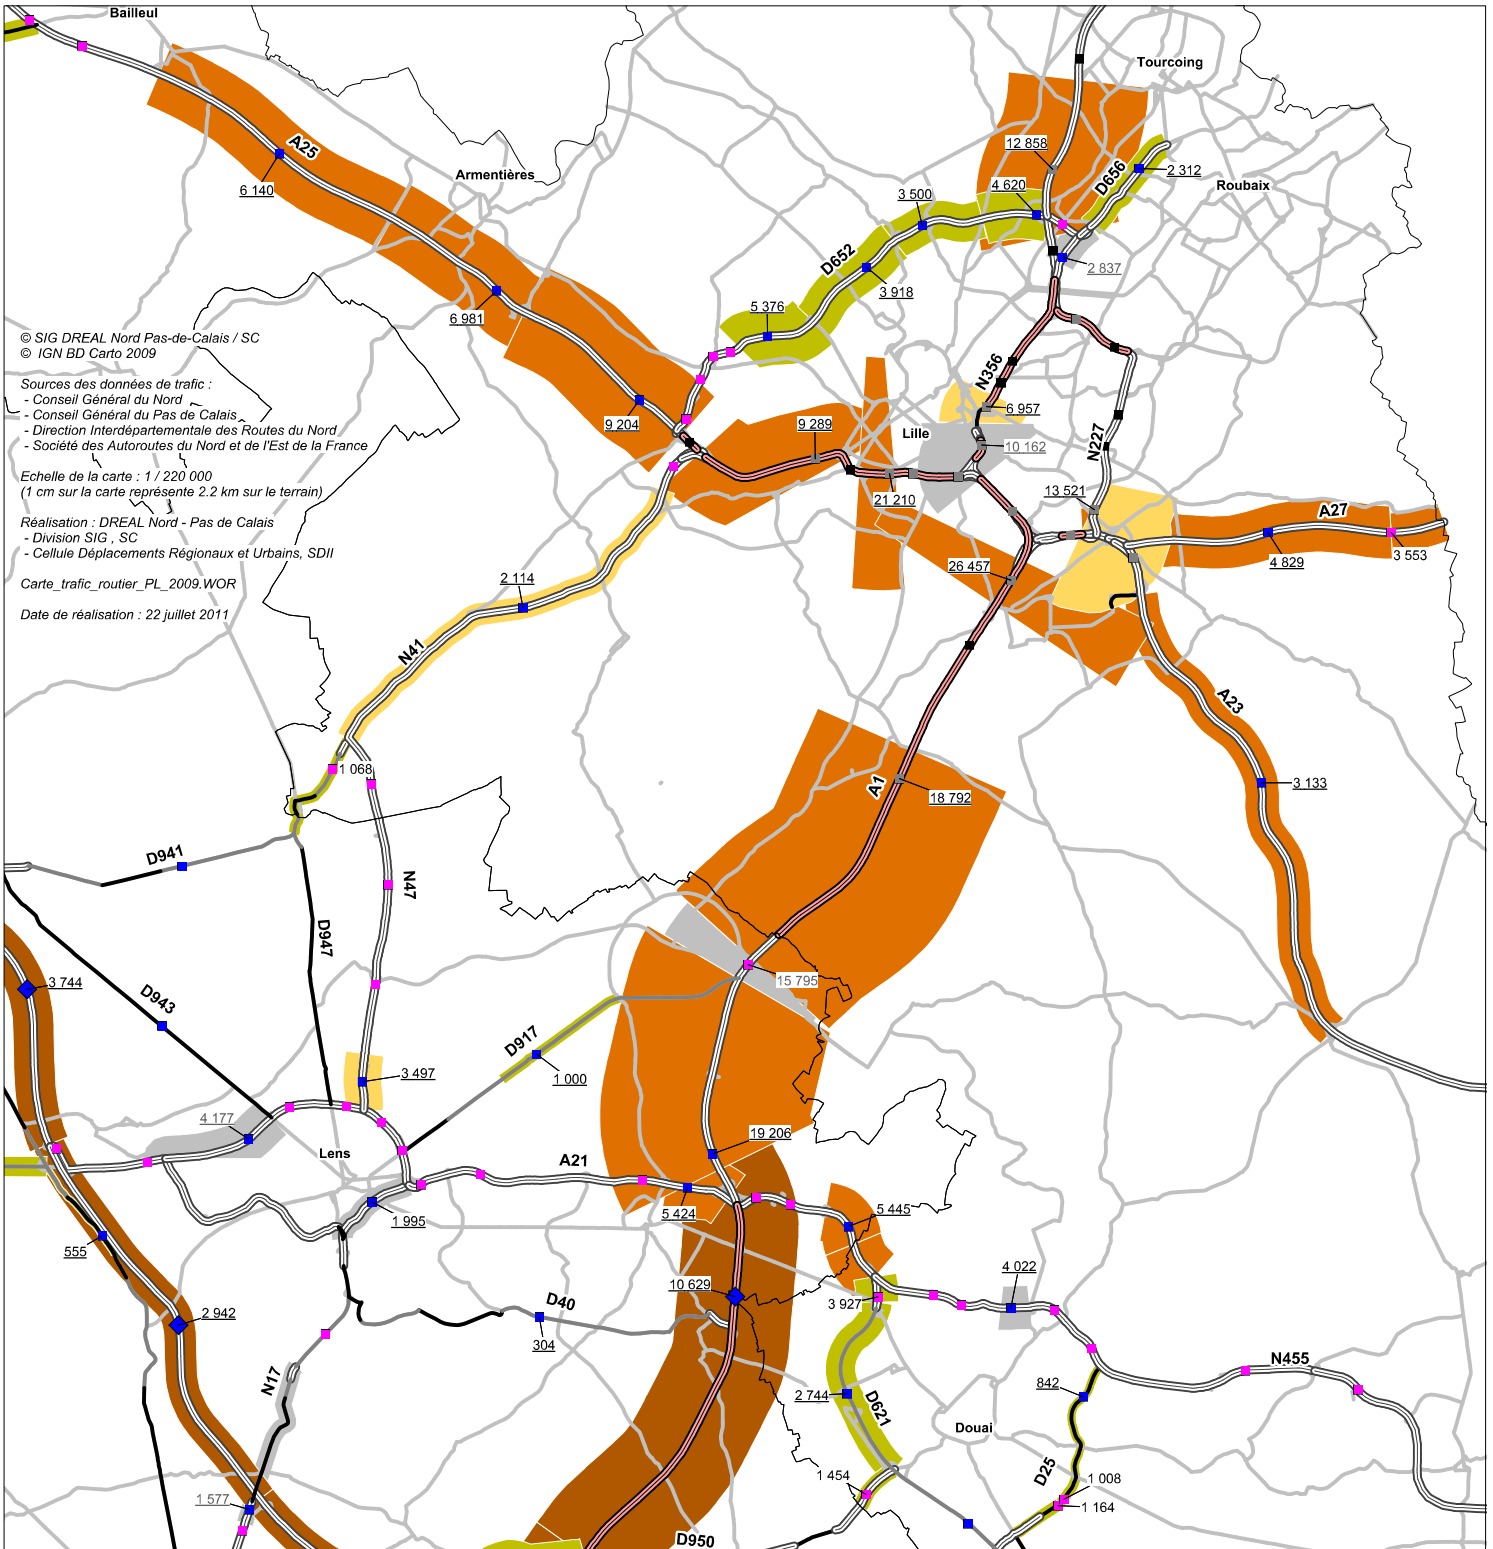 Bailleul
Tourcoing
A25
12 858
D656
2 312
6 140
Armentières
4 620
3 500
Roubaix
D652
2 837
3 918
5 376
6 981
© SIG DREAL Nord Pas-de-Calais / SC
© IGN BD Carto 2009
Sources des données de trafic :
- Conseil Général du Nord
- Conseil Général du Pas de Calais
- Direction Interdépartementale des Routes du Nord
- Société des Autoroutes du Nord et de l'Est de la France
Echelle de la carte : 1 / 220 000
(1 cm sur la carte représente 2.2 km sur le terrain)
Réalisation : DREAL Nord - Pas de Calais
- Division SIG , SC
- Cellule Déplacements Régionaux et Urbains, SDII
Carte_trafic_routier_PL_2009.WOR
Date de réalisation : 22 juillet 2011
N356
6 957
9 204
9 289
Lille
10 162
N227
21 210
13 521
A27
4 829
3 553
26 457
2 114
N41
A23
1 068
A1
18 792
3 133
D941
N47
D947
3 744
D943
15 795
D917
1 000
3 497
4 177
Lens
19 206
A21
5 424
1 995
5 445
555
10 629
4 022
3 927
2 942
D40
304
N17
N455
842
2 744
D621
Douai
D25
1 454
1 008
1 164
1 577
D950